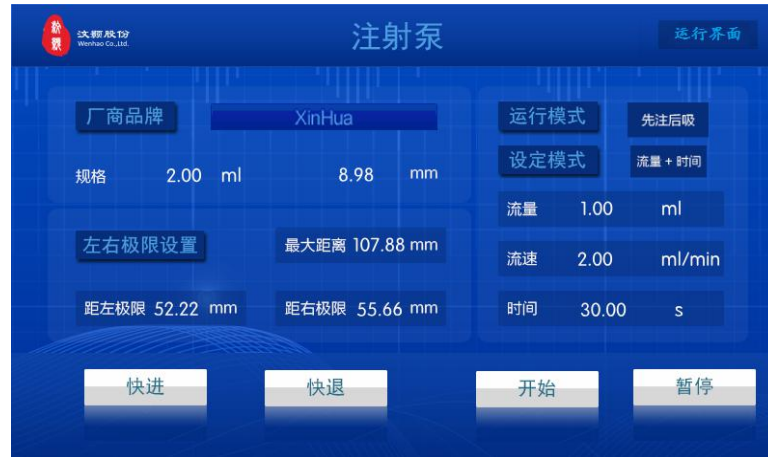 汶颢股份
Wenhao Co.,Ltd.
注射泵
运行界面
厂商品牌
XinHua
规格 2.00 ml 8.98 mm
左右极限设置
最大距离 107.88 mm
距左极限 52.22 mm
距右极限 55.66 mm
运行模式
先注后吸
设定模式
流量 + 时间
流量 1.00 ml
流速 2.00 ml/min
时间 30.00 s
快进
快退
开始
暂停